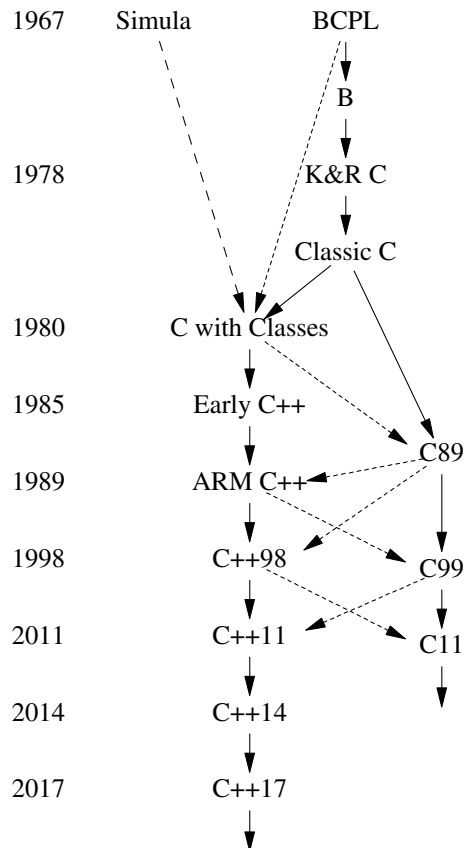 1967 Simula BCPL
B
1978 K&R C
Classic C
1980 C with Classes
1985 Early C++
C89
1989 ARM C++
1998 C++98
C99
2011 C++11
C11
2014 C++14
2017 C++17